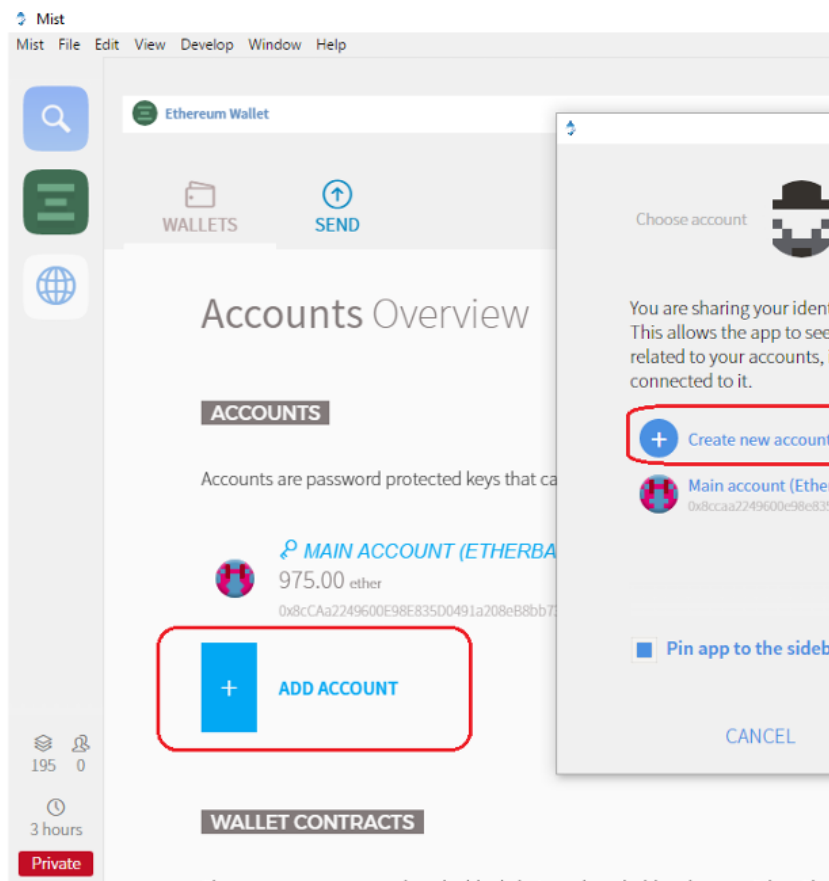 Mist
Mist File Edit View Develop Window Help
Ethereum Wallet
WALLETS
SEND
Accounts Overview
ACCOUNTS
Accounts are password protected keys that ca
MAIN ACCOUNT (ETHERBA
975.00 ether
0x8cCAa2249600E98E835D0491a208eB8bb7
ADD ACCOUNT
WALLET CONTRACTS
195 0
3 hours
Private
Choose account
You are sharing your ident
This allows the app to see
related to your accounts,
connected to it.
Create new account
Main account (Ether
0x8ccaa2249600e98e835
Pin app to the sideb
CANCEL